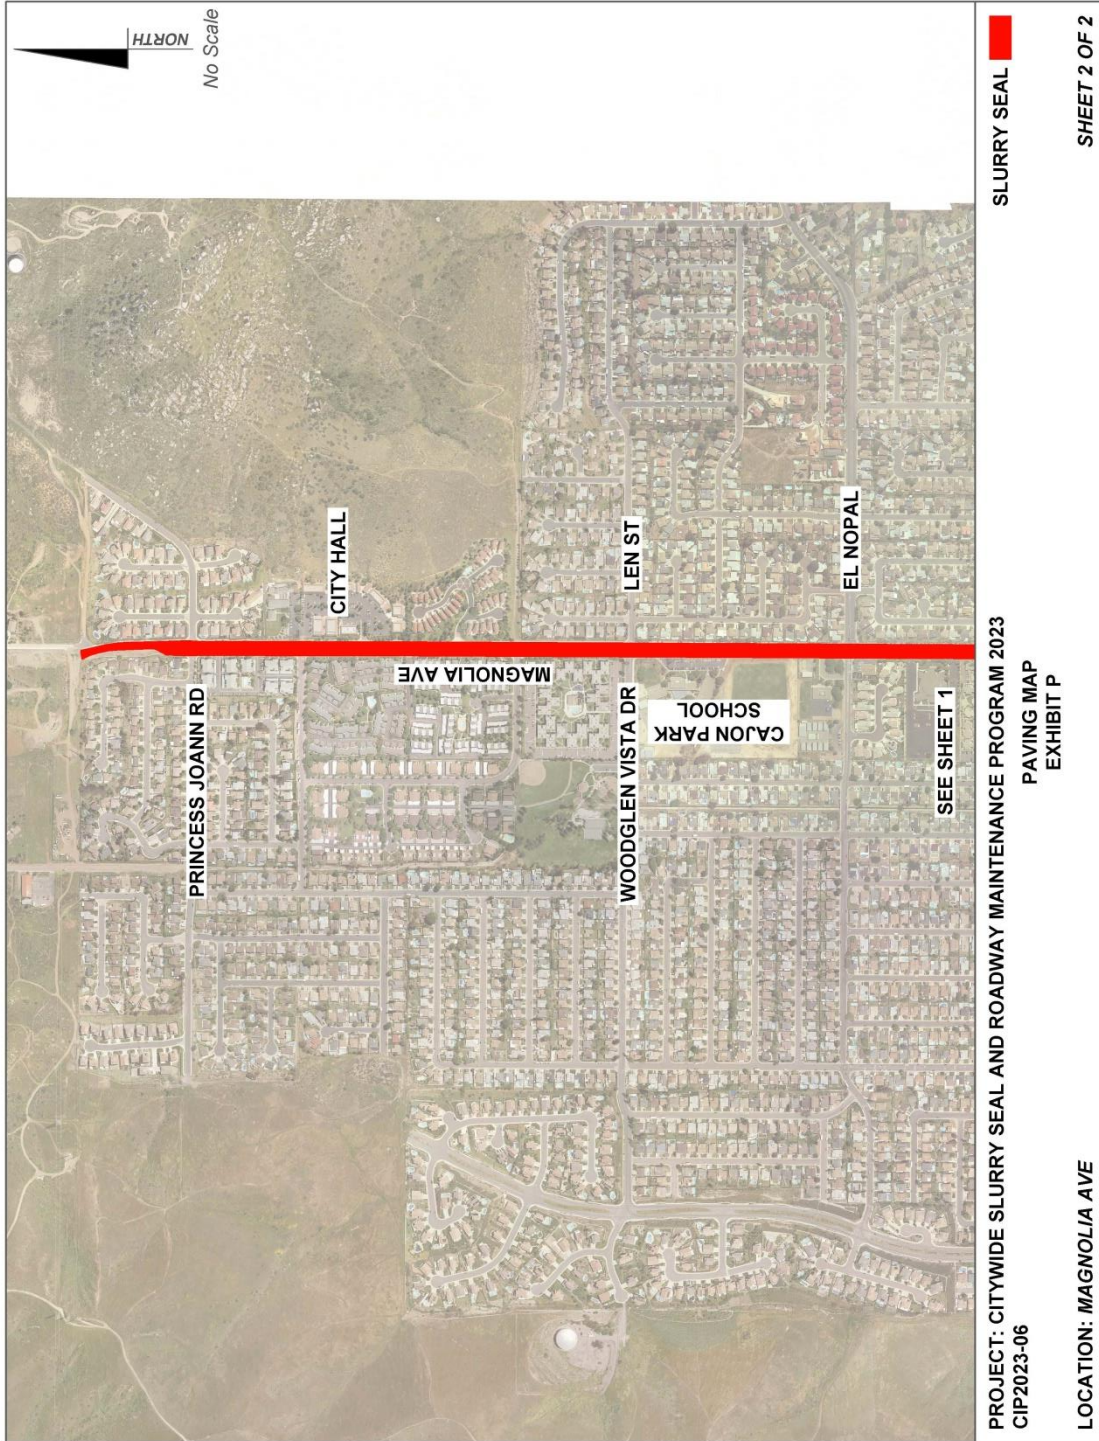 NORTH
No Scale
PRINCESS JOANN RD
CITY HALL
MAGNOLIA AVE
WOODGLEN VISTA DR
LEN ST
CAJON PARK
SCHOOL
EL NOPAL
SEE SHEET 1
PROJECT: CITYWIDE SLURRY SEAL AND ROADWAY MAINTENANCE PROGRAM 2023
CIP2023-06
SLURRY SEAL
PAVING MAP
EXHIBIT P
LOCATION: MAGNOLIA AVE
SHEET 2 OF 2